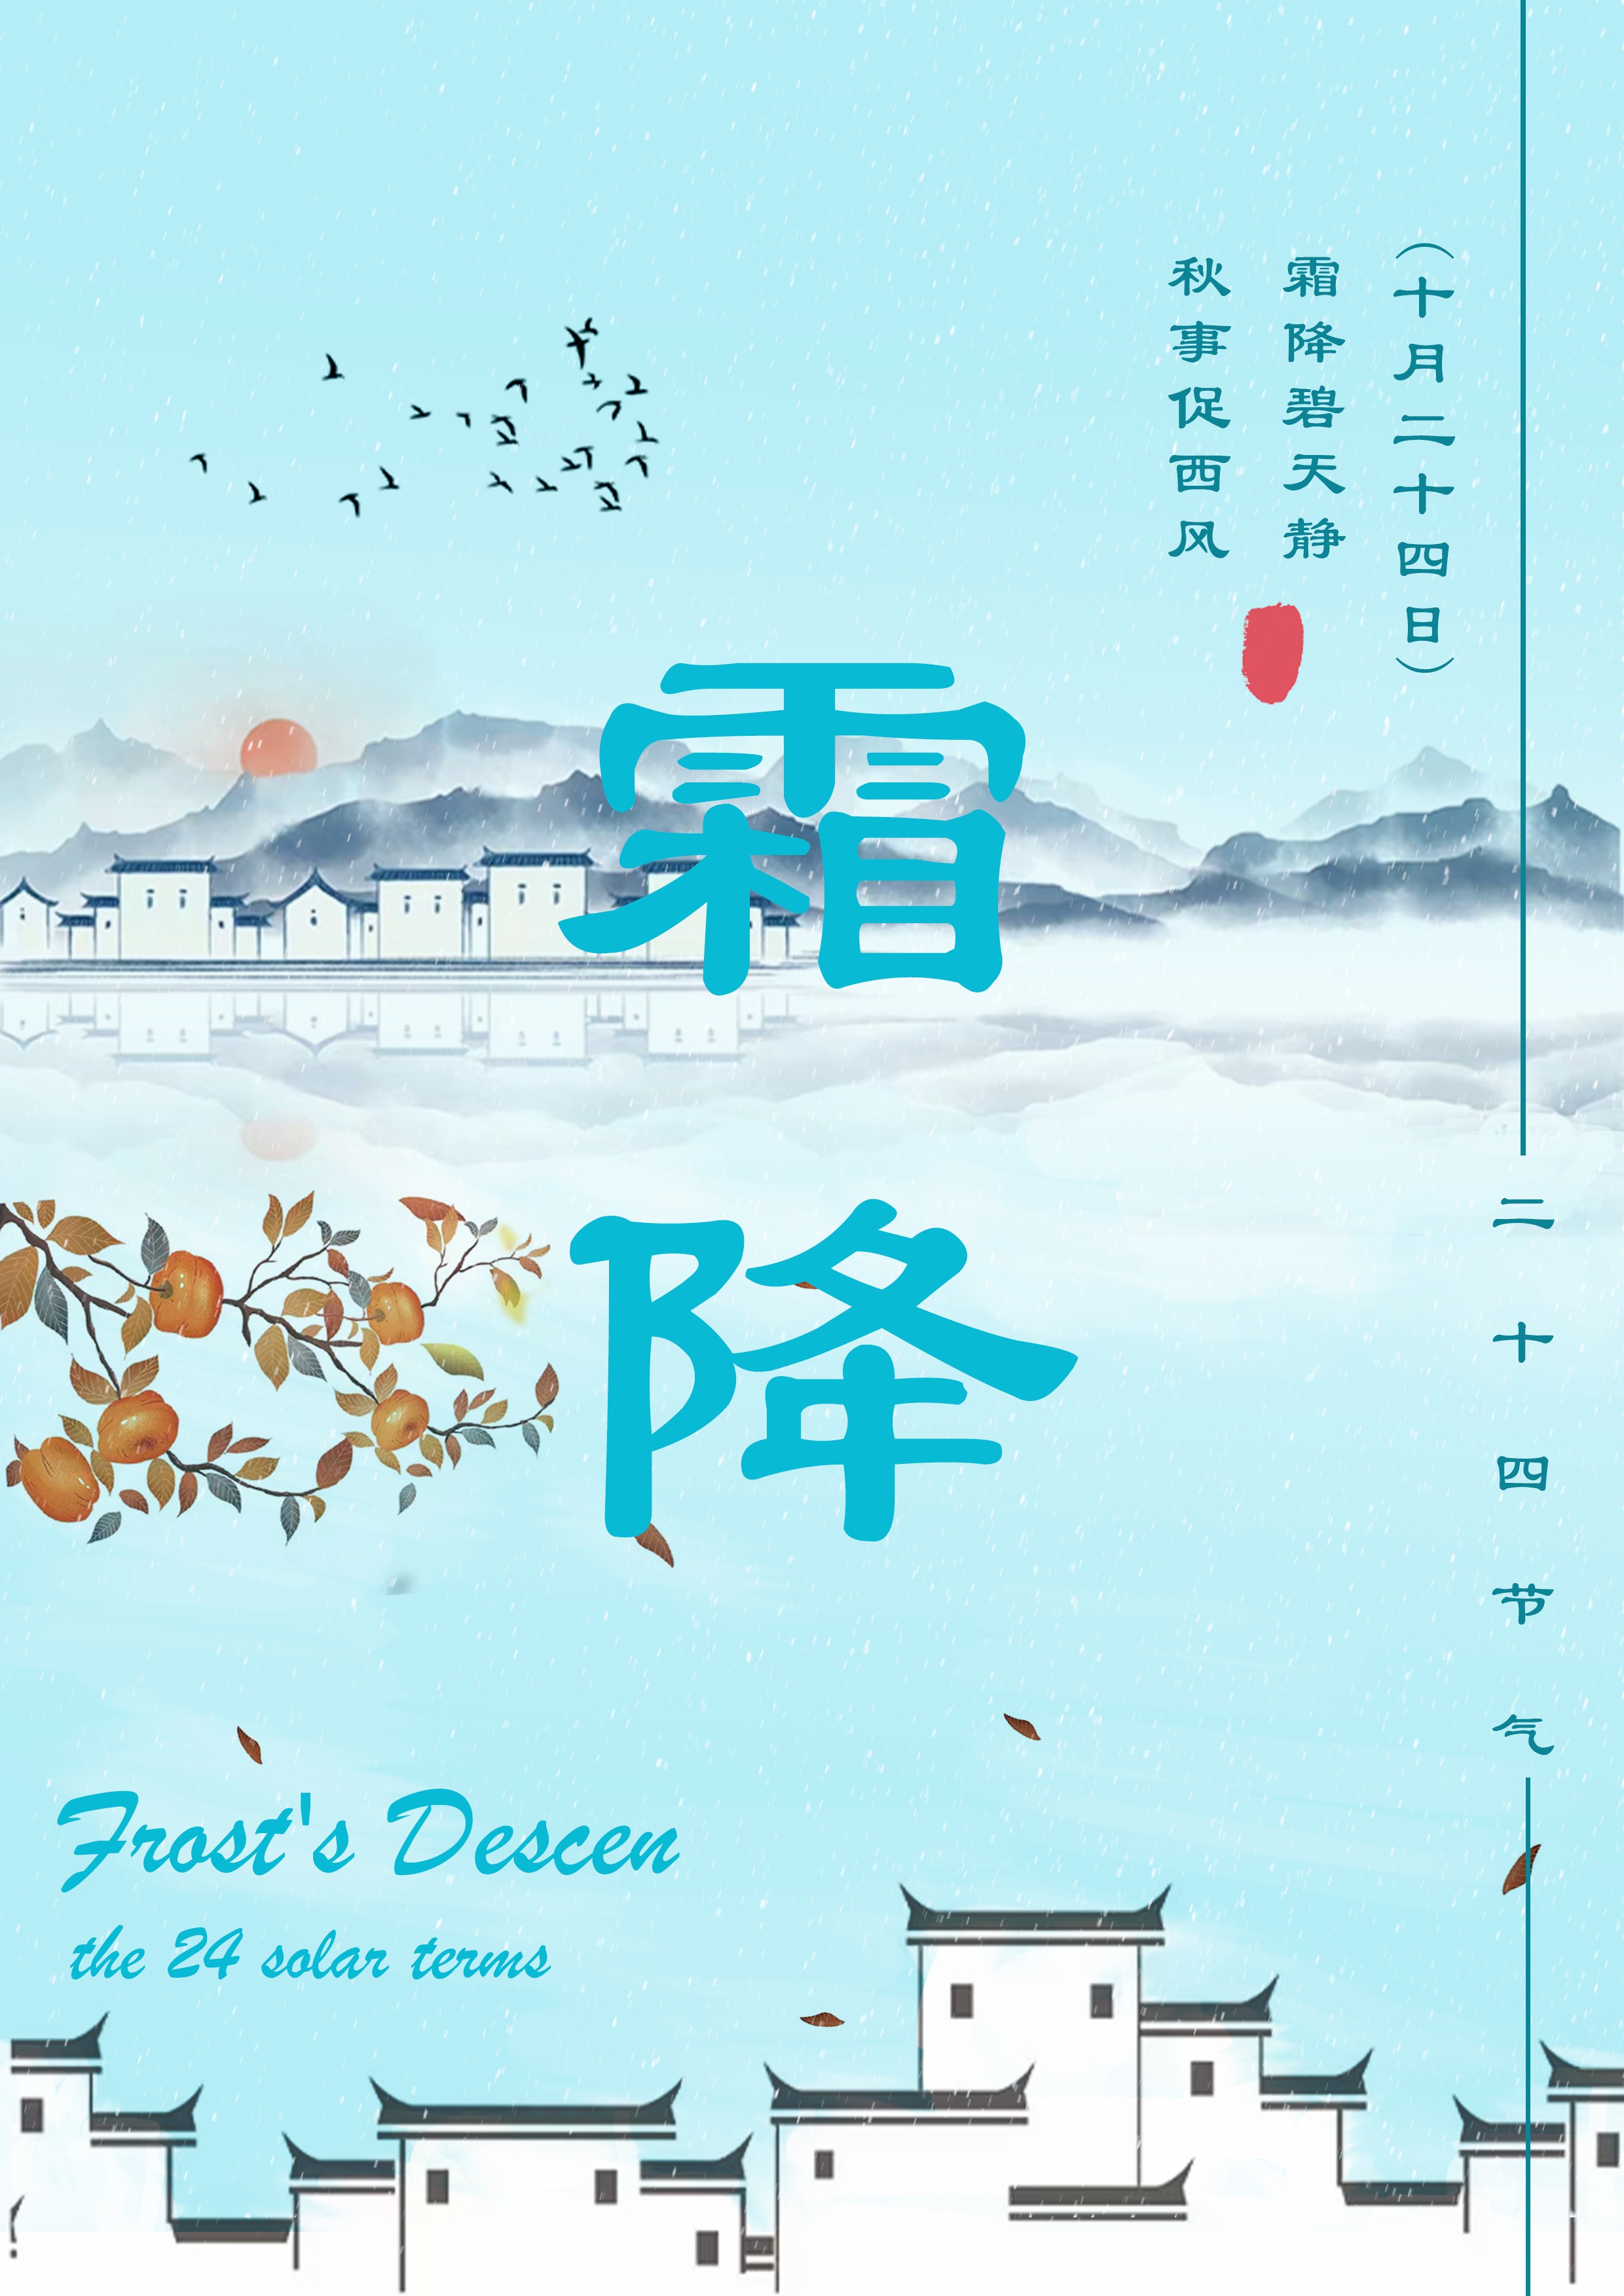 （十月二十四日）
霜降碧天静
秋事促西风
霜降
二十四节气
Frost's Descen
the 24 solar terms